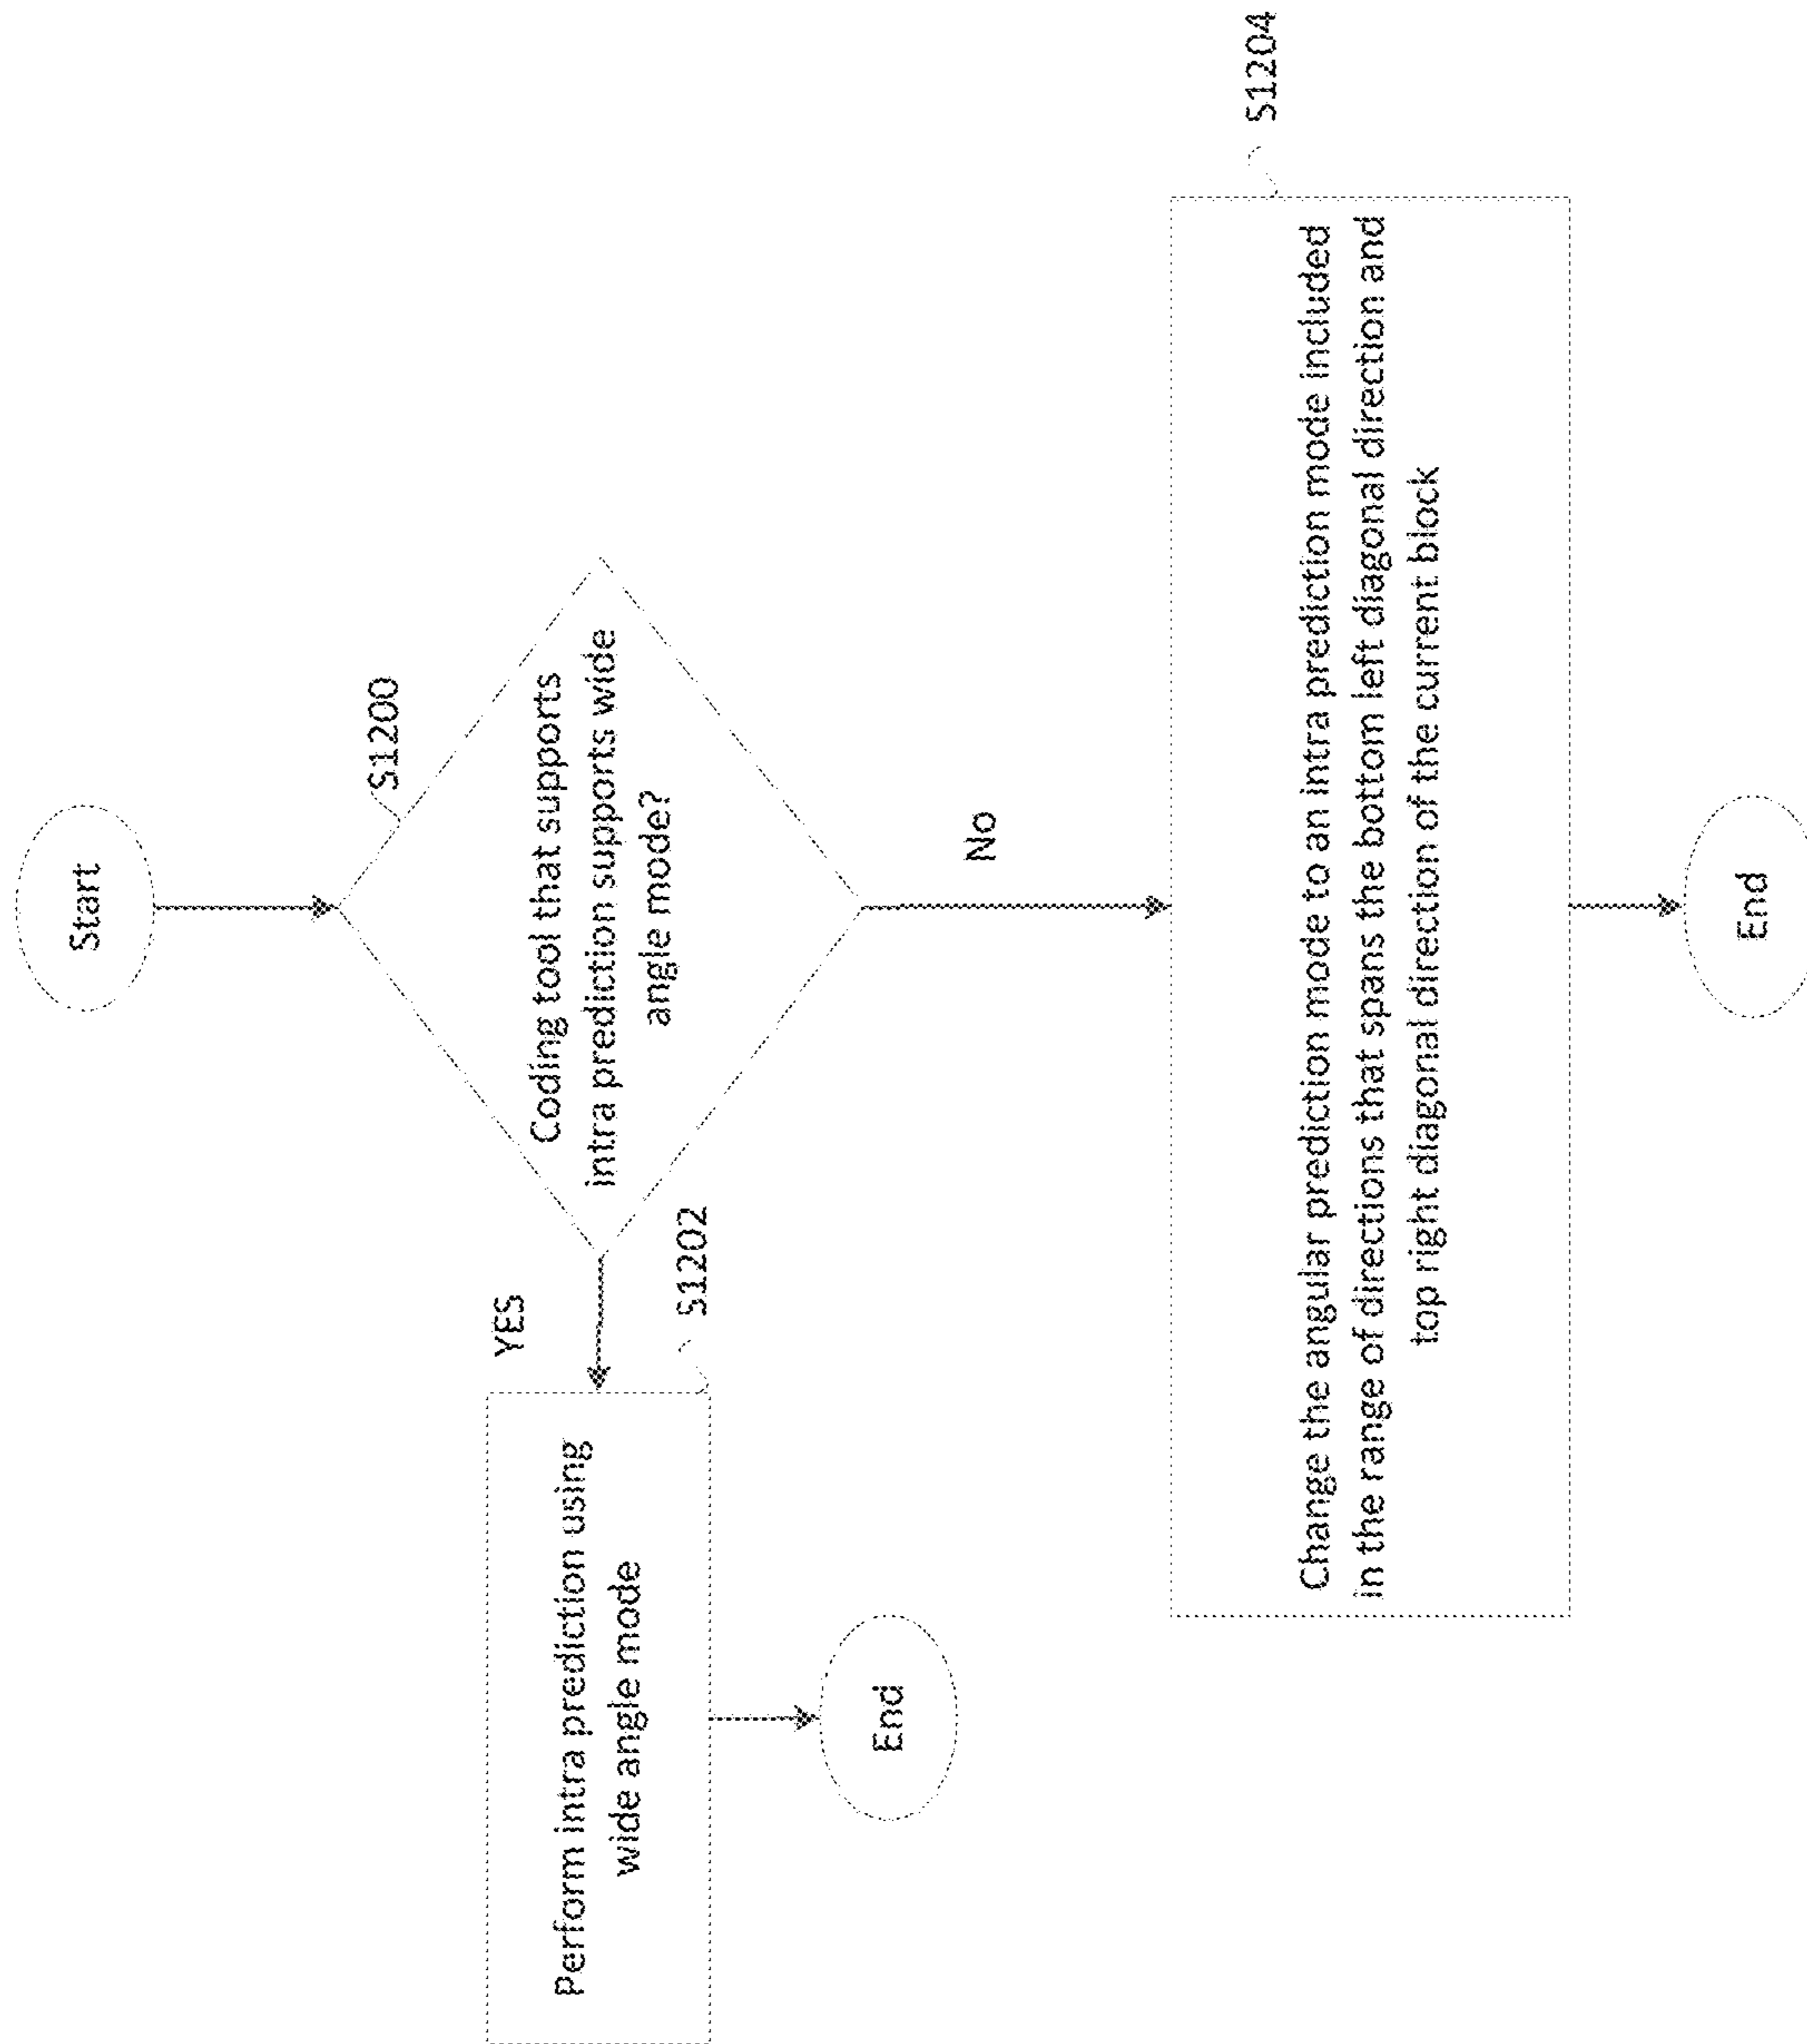 Start
S1200
Coding tool that supports
intra prediction supports wide
angle mode?
YES
S1202
Perform intra prediction using
wide angle mode
End
No
S1204
Change the angular prediction mode to an intra prediction mode included
in the range of directions that spans the bottom left diagonal direction and
top right diagonal direction of the current block
End